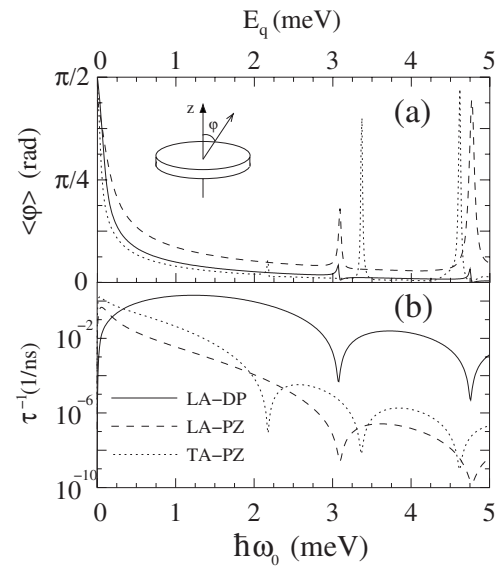 E_q (meV)
0 1 2 3 4 5
π/2
π/4
0
<φ> (rad)
(a)
z
φ
(b)
10^-2
10^-6
10^-10
τ^-1 (1/ns)
LA-DP
LA-PZ
TA-PZ
0 1 2 3 4 5
ħω_0 (meV)